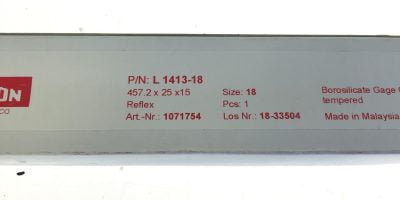 P/N: L 1413-18
457.2 x 25 x15 Size: 18 Borosilicate Gage
Reflex Pcs: 1 tempered
Art.-Nr.: 1071754 Los Nr.: 18-33504 Made in Malaysia